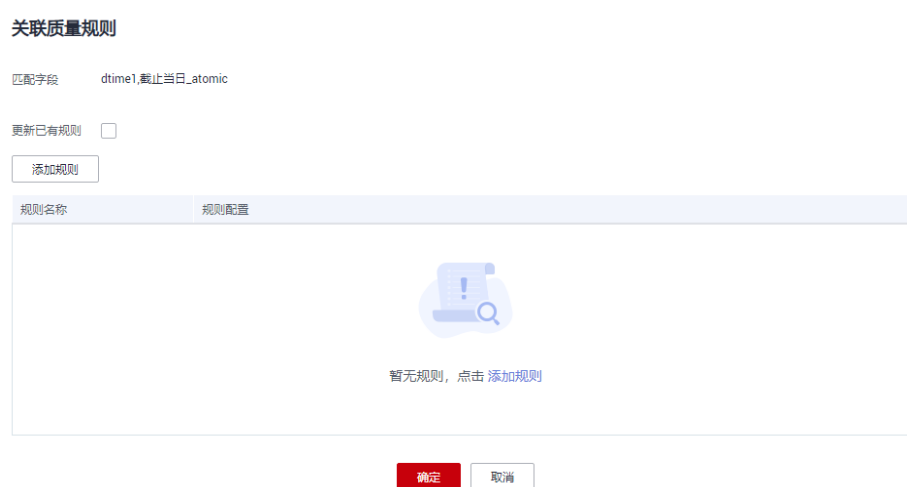 关联质量规则
匹配字段 dtime1,截止当日_atomic
更新已有规则
添加规则
规则名称 规则配置
暂无规则，点击 添加规则
确定 取消